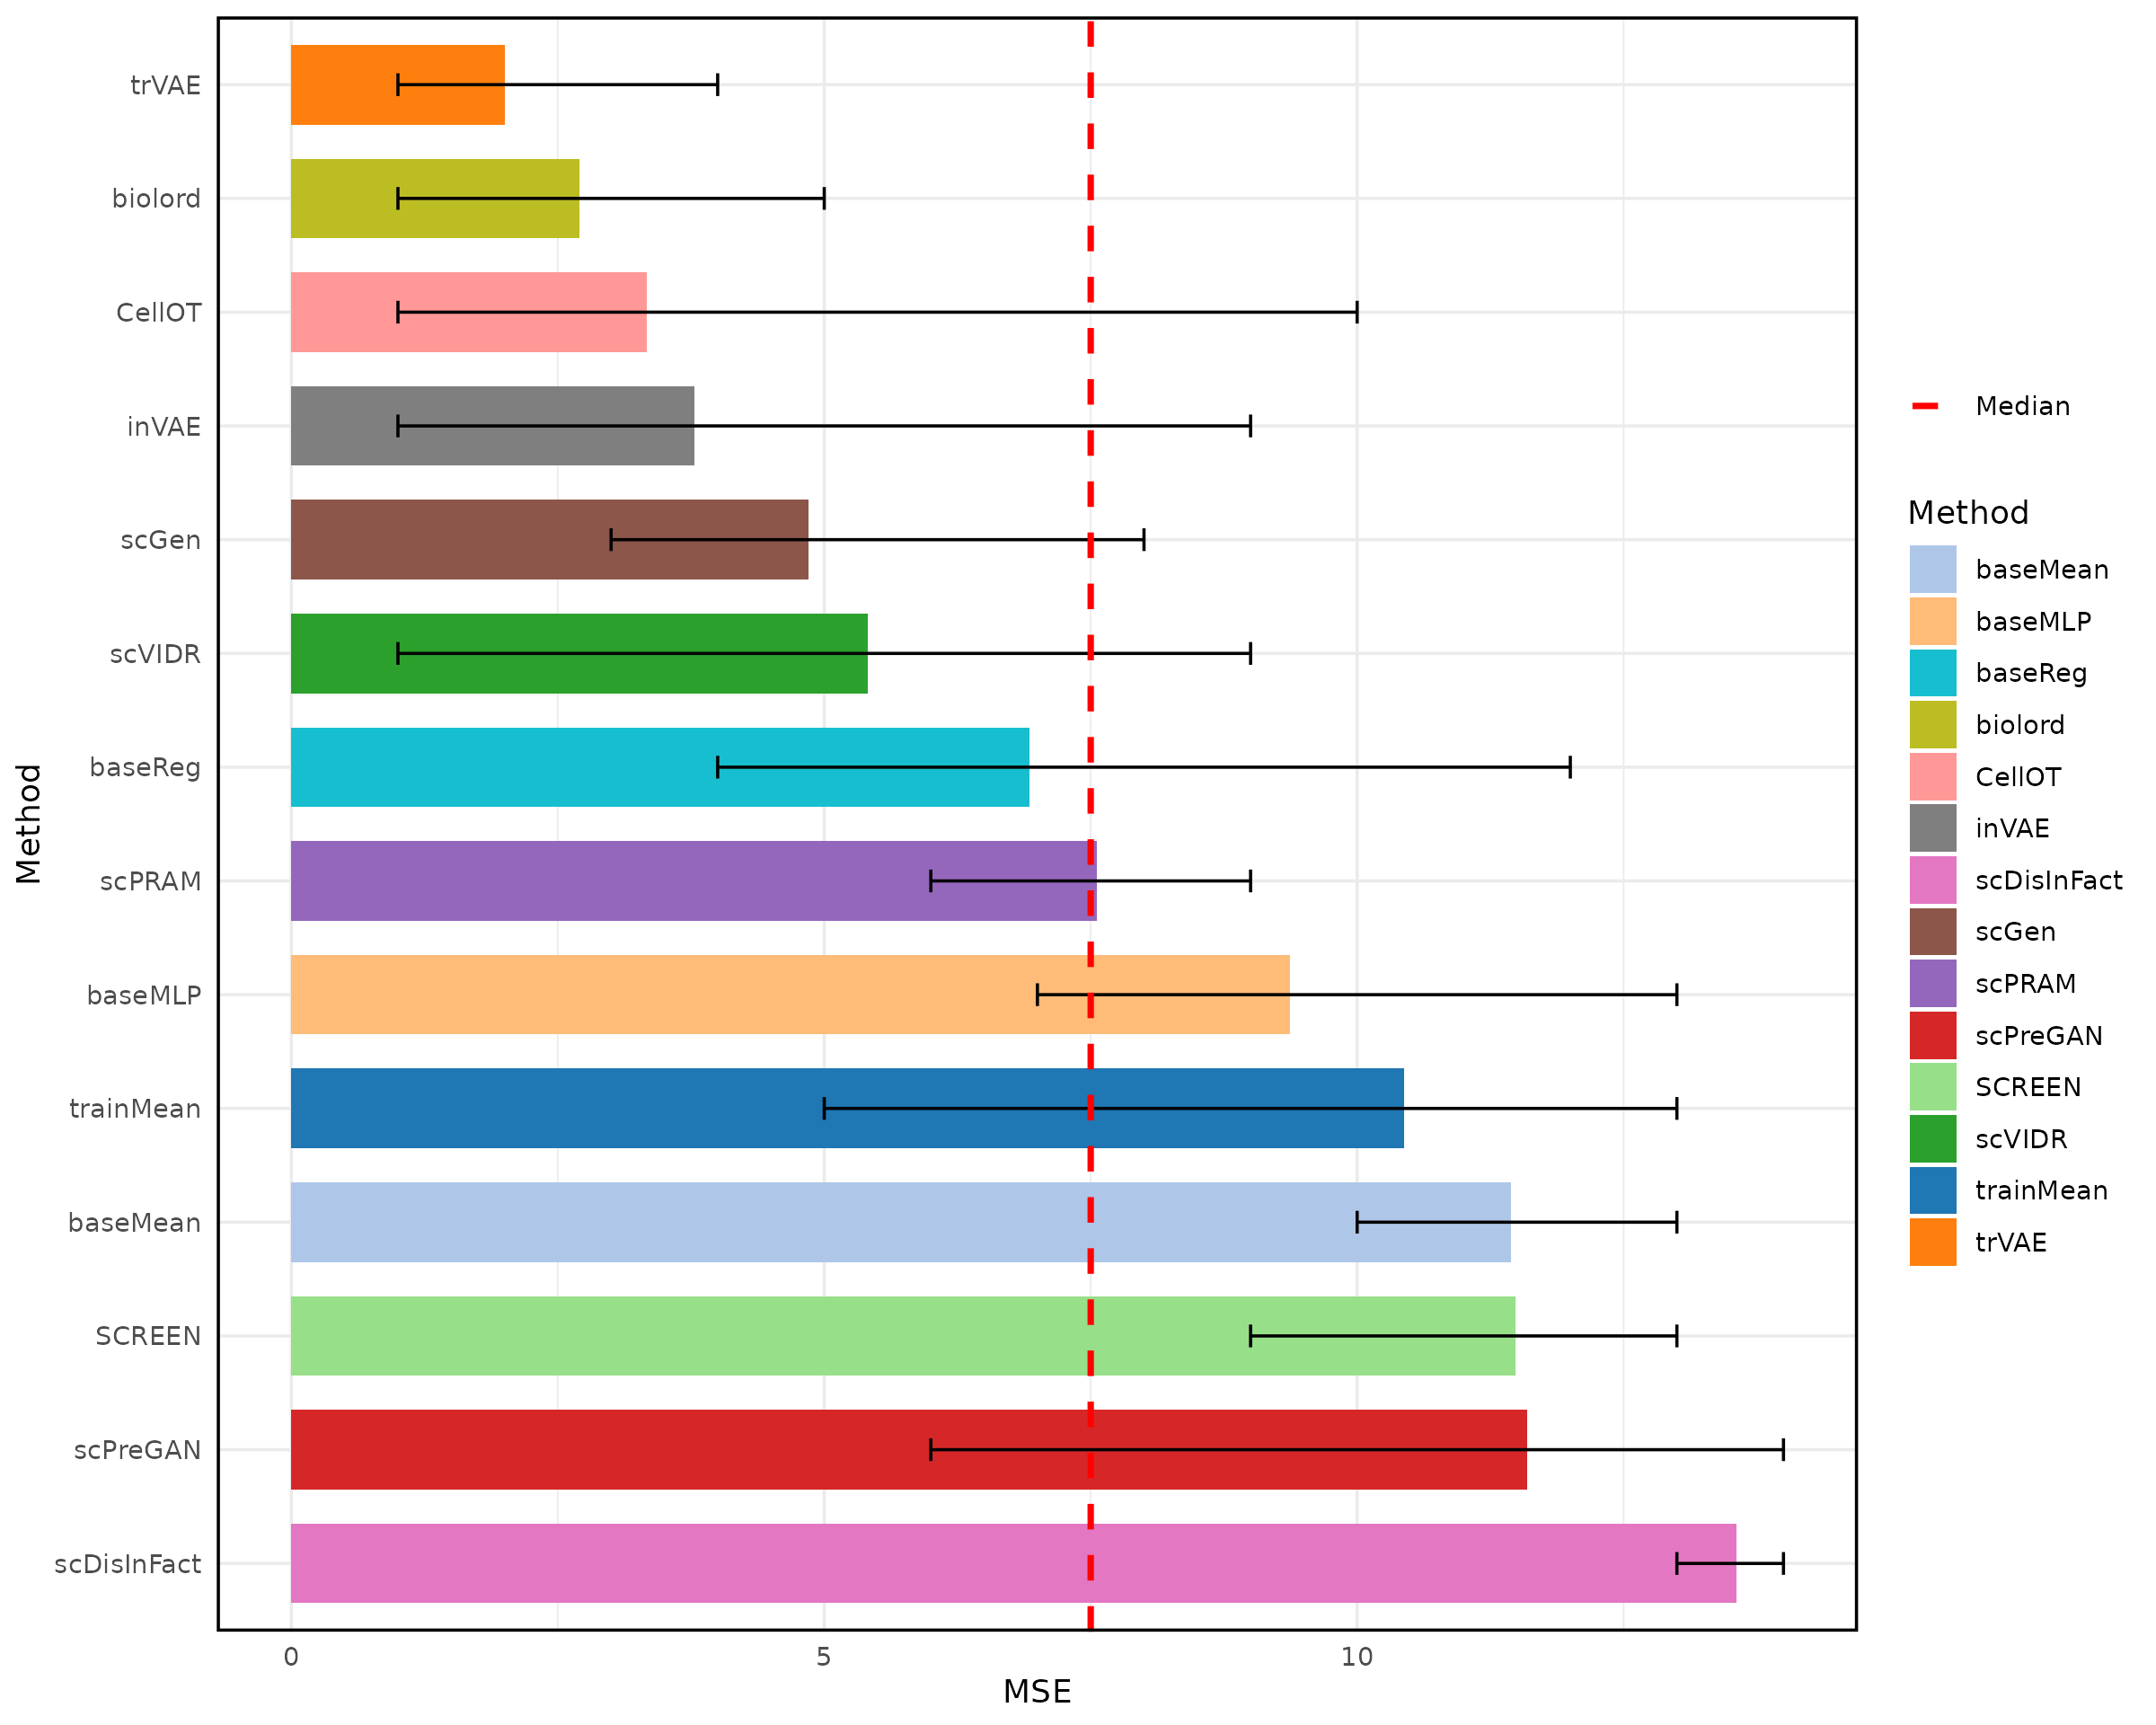 trVAE
biolord
CellOT
inVAE
scGen
scVIDR
baseReg
scPRAM
baseMLP
trainMean
baseMean
SCREEN
scPreGAN
scDisInFact
Method
0 5 10
MSE
Median
Method
baseMean
baseMLP
baseReg
biolord
CellOT
inVAE
scDisInFact
scGen
scPRAM
scPreGAN
SCREEN
scVIDR
trainMean
trVAE